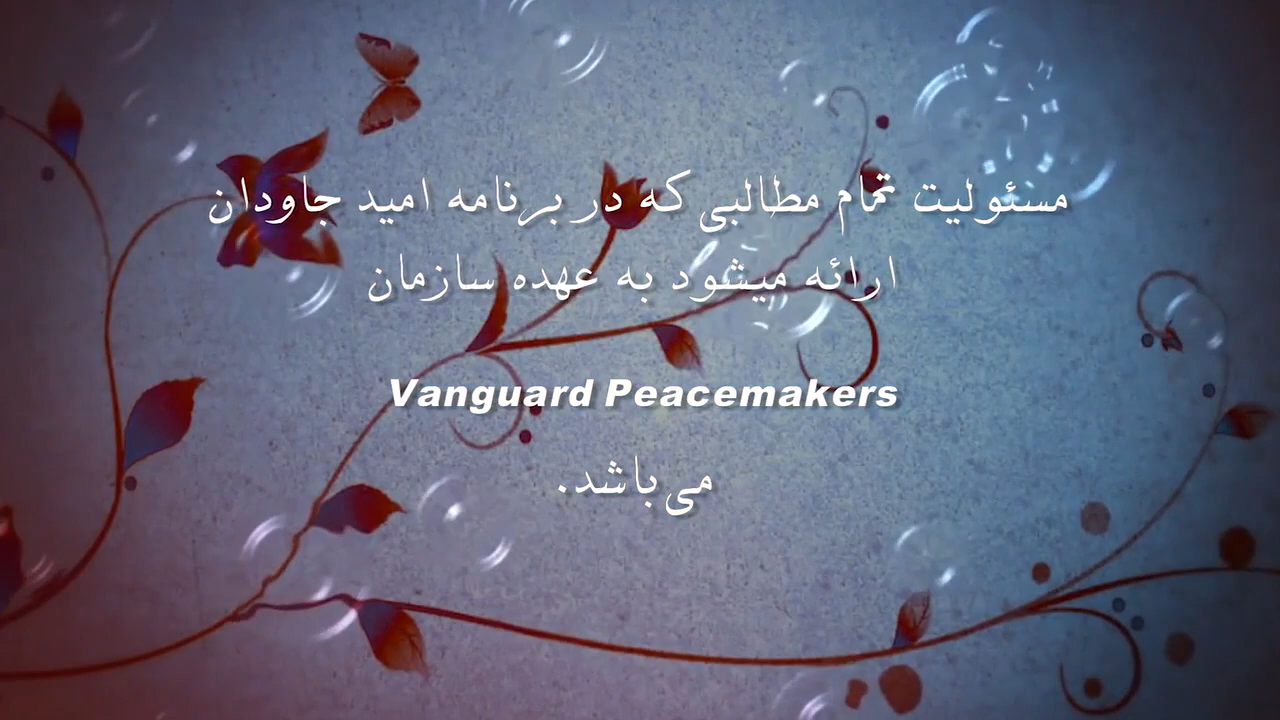 مسئولیت تمام مطالبی که در برنامه امید جاودان
ارائه میشود به عهده سازمان
Vanguard Peacemakers
می‌باشد.